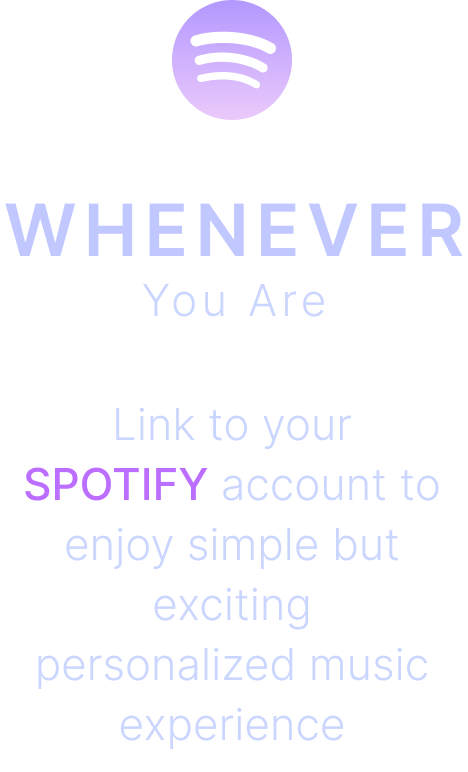 WHENEVER
You Are
Link to your
SPOTIFY account to
enjoy simple but
exciting
personalized music
experience